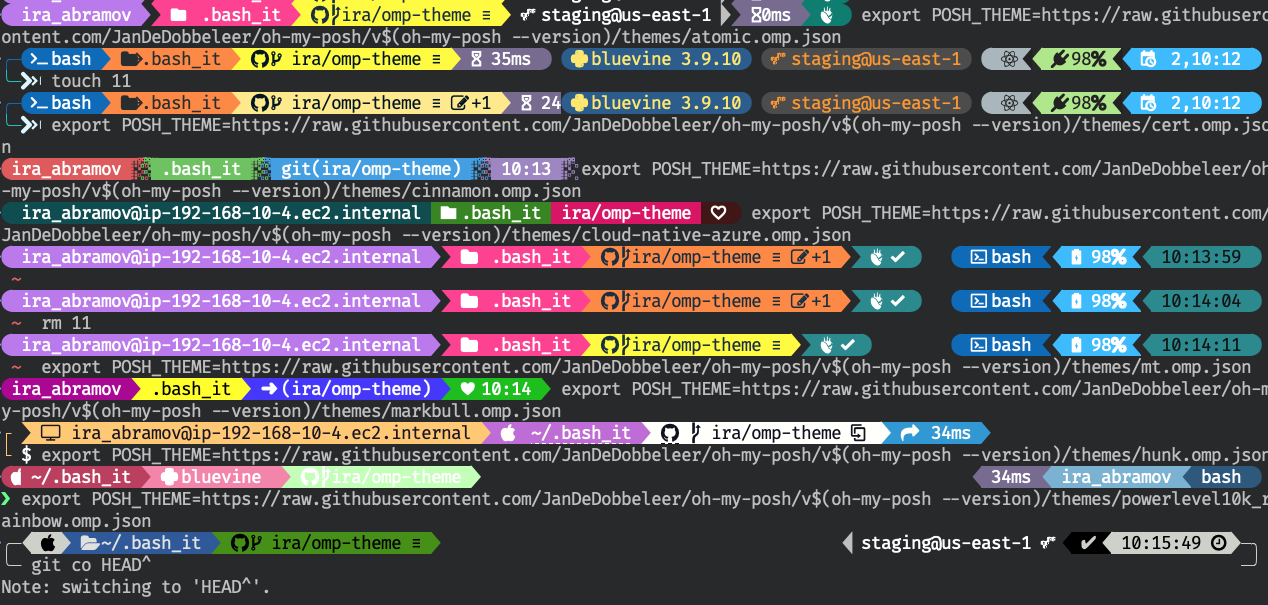 ira_abramov .bash_it ira/omp-theme ≡ staging@us-east-1 0ms export POSH_THEME=https://raw.githubuserc
ontent.com/JanDeDobbeleer/oh-my-posh/v$(oh-my-posh --version)/themes/atomic.omp.json
bash .bash_it ira/omp-theme ≡ 35ms bluevine 3.9.10 staging@us-east-1 98% 2,10:12
touch 11
bash .bash_it ira/omp-theme ≡ +1 24 bluevine 3.9.10 staging@us-east-1 98% 2,10:12
export POSH_THEME=https://raw.githubusercontent.com/JanDeDobbeleer/oh-my-posh/v$(oh-my-posh --version)/themes/cert.omp.jso
n
ira_abramov .bash_it git(ira/omp-theme) 10:13 export POSH_THEME=https://raw.githubusercontent.com/JanDeDobbeleer/oh
-my-posh/v$(oh-my-posh --version)/themes/cinnamon.omp.json
ira_abramov@ip-192-168-10-4.ec2.internal .bash_it ira/omp-theme ♡ export POSH_THEME=https://raw.githubusercontent.com/
JanDeDobbeleer/oh-my-posh/v$(oh-my-posh --version)/themes/cloud-native-azure.omp.json
ira_abramov@ip-192-168-10-4.ec2.internal .bash_it ira/omp-theme ≡ +1 ✔ bash 98% 10:13:59
~
ira_abramov@ip-192-168-10-4.ec2.internal .bash_it ira/omp-theme ≡ +1 ✔ bash 98% 10:14:04
~ rm 11
ira_abramov@ip-192-168-10-4.ec2.internal .bash_it ira/omp-theme ≡ ✔ bash 98% 10:14:11
~ export POSH_THEME=https://raw.githubusercontent.com/JanDeDobbeleer/oh-my-posh/v$(oh-my-posh --version)/themes/mt.omp.json
ira_abramov .bash_it ➜(ira/omp-theme) ♥ 10:14 export POSH_THEME=https://raw.githubusercontent.com/JanDeDobbeleer/oh-m
y-posh/v$(oh-my-posh --version)/themes/markbull.omp.json
ira_abramov@ip-192-168-10-4.ec2.internal ~/.bash_it ira/omp-theme 34ms
$ export POSH_THEME=https://raw.githubusercontent.com/JanDeDobbeleer/oh-my-posh/v$(oh-my-posh --version)/themes/hunk.omp.json
~/.bash_it bluevine ira/omp-theme 34ms ira_abramov bash
❯ export POSH_THEME=https://raw.githubusercontent.com/JanDeDobbeleer/oh-my-posh/v$(oh-my-posh --version)/themes/powerlevel10k_r
ainbow.omp.json
~/.bash_it ira/omp-theme ≡ staging@us-east-1 ✔ 10:15:49
git co HEAD^
Note: switching to 'HEAD^'.